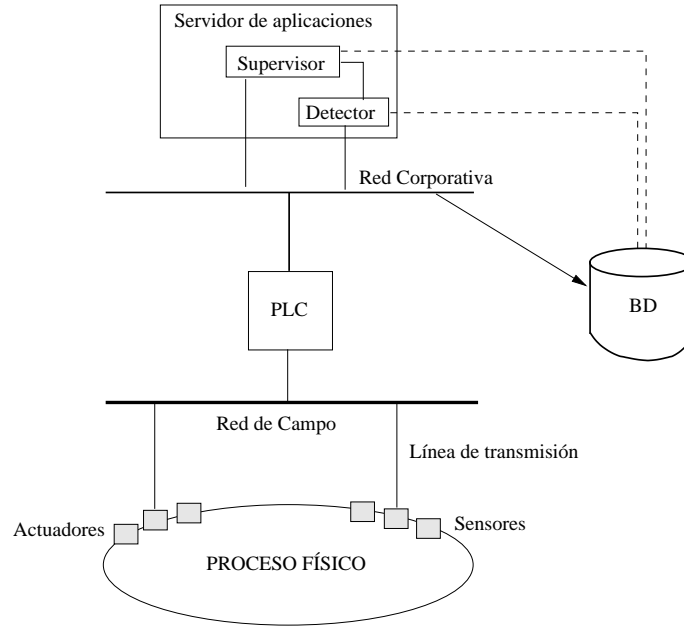 Servidor de aplicaciones
Supervisor
Detector
Red Corporativa
PLC
BD
Red de Campo
Línea de transmisión
Actuadores
Sensores
PROCESO FÍSICO